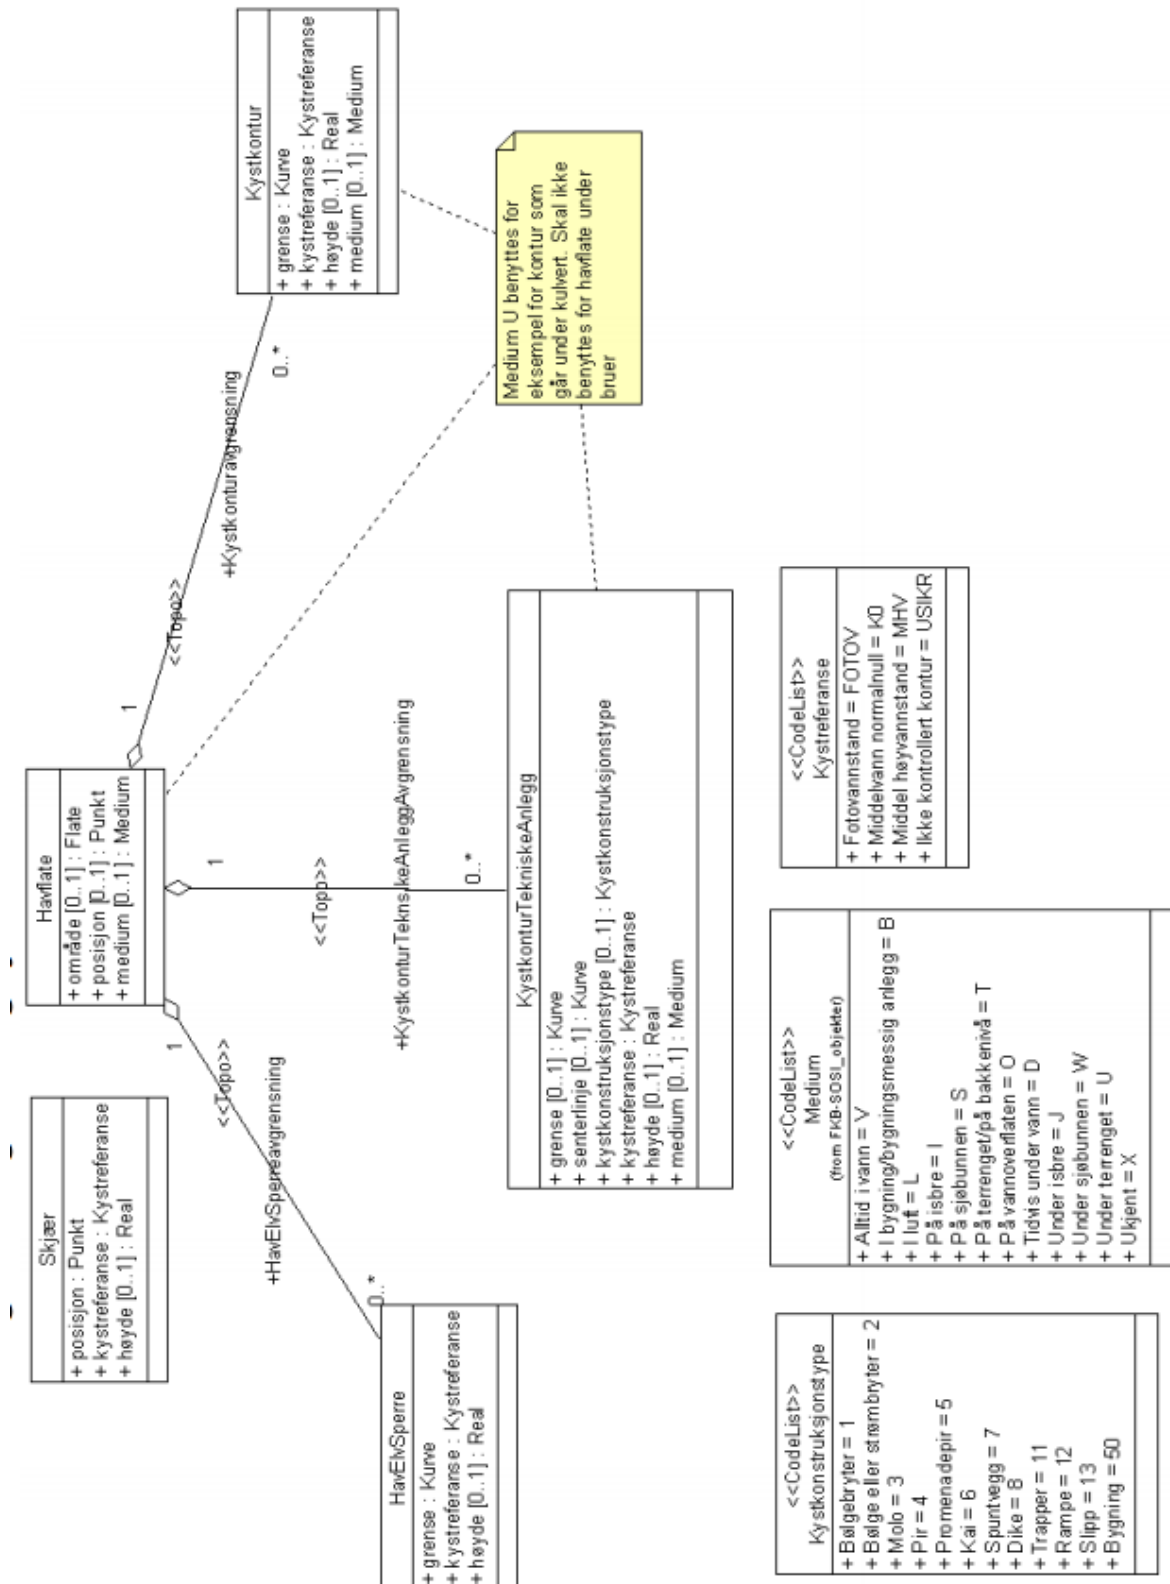 Skjær
+ posisjon : Punkt
+ kystreferanse : Kystreferanse
+ høyde [0..1] : Real
Havflate
+ område [0..1] : Flate
+ posisjon [0..1] : Punkt
+ medium [0..1] : Medium
Kystkontur
+ grense : Kurve
+ kystreferanse : Kystreferanse
+ høyde [0..1] : Real
+ medium [0..1] : Medium
1
<<Topo>>
+HavElvSperreavgrensning
0..*
1
<<Topo>>
+KystkonturTekniskeAnleggAvgrensning
0..*
1
<<Topo>>
+Kystkonturavgrensning
0..*
HavElvSperre
+ grense : Kurve
+ kystreferanse : Kystreferanse
+ høyde [0..1] : Real
KystkonturTekniskeAnlegg
+ grense [0..1] : Kurve
+ senterlinje [0..1] : Kurve
+ kystkonstruksjonstype [0..1] : Kystkonstruksjonstype
+ kystreferanse : Kystreferanse
+ høyde [0..1] : Real
+ medium [0..1] : Medium
Medium U benyttes for
eksempel for kontur som
går under kulvert. Skal ikke
benyttes for havflate under
bruer
<<CodeList>>
Kystkonstruksjonstype
+ Bølgebryter = 1
+ Bølge eller strømbryter = 2
+ Molo = 3
+ Pir = 4
+ Promenadepir = 5
+ Kai = 6
+ Spuntvegg = 7
+ Dike = 8
+ Trapper = 11
+ Rampe = 12
+ Slipp = 13
+ Bygning = 50
<<CodeList>>
Medium
(from FKB-SOSI_objekter)
+ Alltid i vann = V
+ I bygning/bygningsmessig anlegg = B
+ I luft = L
+ På isbre = I
+ På sjøbunnen = S
+ På terrenget/på bakkenivå = T
+ På vannoverflaten = O
+ Tidvis under vann = D
+ Under isbre = J
+ Under sjøbunnen = W
+ Under terrenget = U
+ Ukjent = X
<<CodeList>>
Kystreferanse
+ Fotovannstand = FOTOV
+ Middelvann normalnull = K0
+ Middel høyvannstand = MHV
+ Ikke kontrollert kontur = USIKR